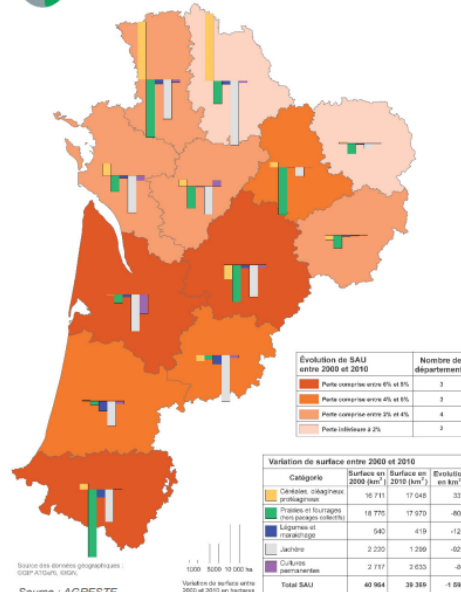 Évolution de SAU
entre 2000 et 2010
Nombre de
département
Perte comprise entre 6% et 8% 3
Perte comprise entre 4% et 6% 3
Perte comprise entre 2% et 4% 4
Perte inférieure à 2% 2
Variation de surface entre 2000 et 2010
Catégorie
Surface en
2000 (km²)
Surface en
2010 (km²)
Evolution
en km²
Céréales, oléagineux
protéagineux
16 711 17 048 33
Prairies et fourrages
(hors pacages collectifs)
18 775 17 970 -80
Légumes et
maraichage
540 419 -12
Jachère 2 220 1 299 -92
Cultures
permanentes
2 717 2 633 -8
Total SAU 40 964 39 369 -1 59
Source des données géographiques :
©GIP ATGeRi, ©IGN,
Source : AGRESTE
1000 5000 10 000 ha
Variation de surface entre
2000 et 2010 en hectares